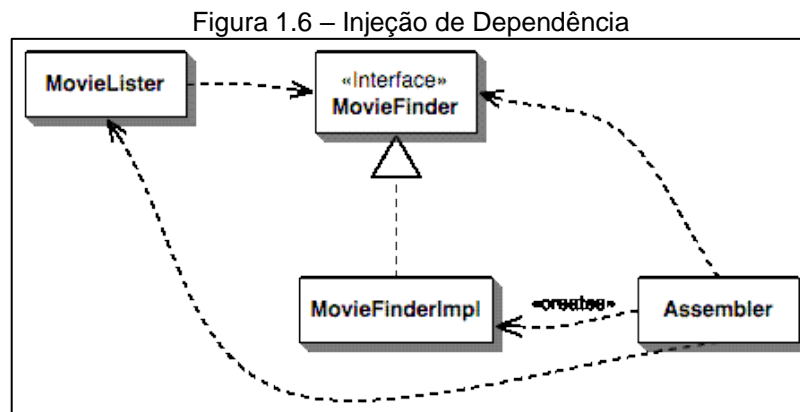 Figura 1.6 – Injeção de Dependência
MovieLister
«Interface»
MovieFinder
MovieFinderImpl
«creates»
Assembler